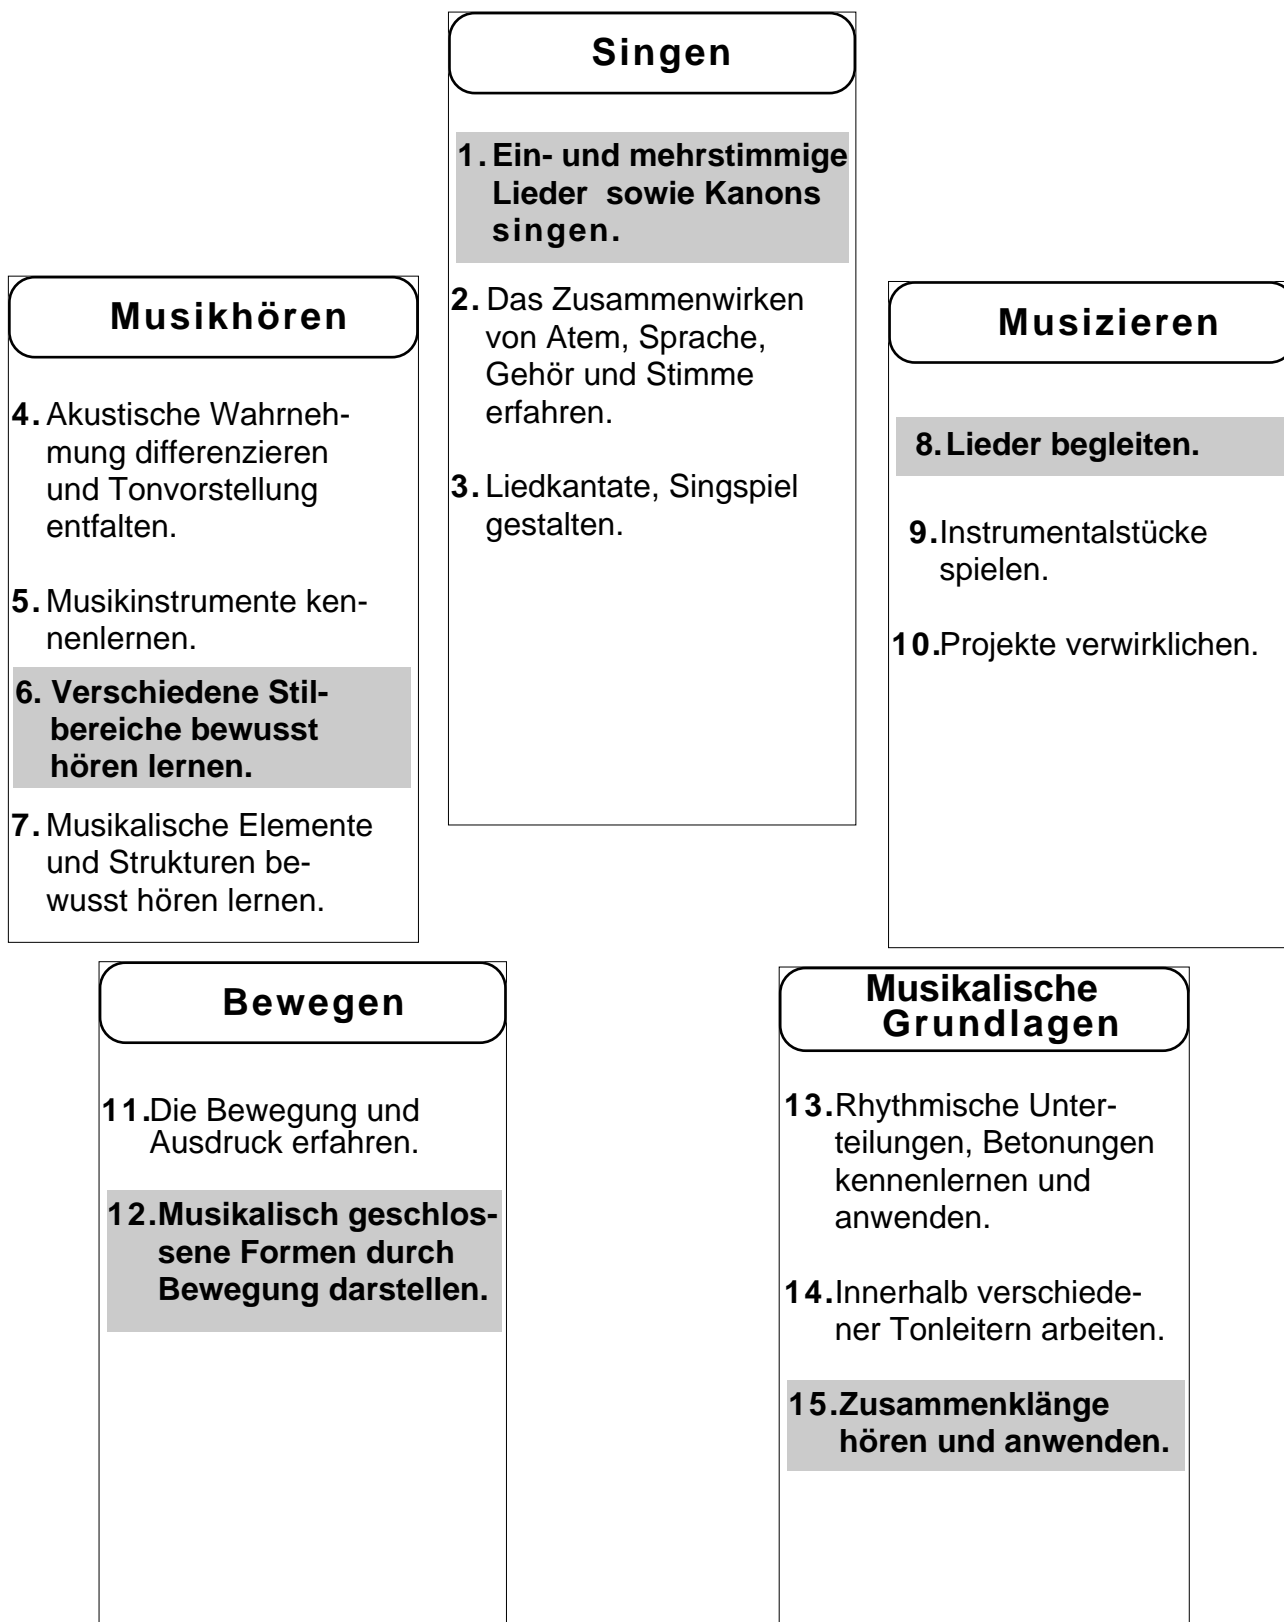 Singen
1. Ein- und mehrstimmige
Lieder sowie Kanons
singen.
2. Das Zusammenwirken
von Atem, Sprache,
Gehör und Stimme
erfahren.
3. Liedkantate, Singspiel
gestalten.
Musikhören
4. Akustische Wahrneh-
mung differenzieren
und Tonvorstellung
entfalten.
5. Musikinstrumente ken-
nenlernen.
6. Verschiedene Stil-
bereiche bewusst
hören lernen.
7. Musikalische Elemente
und Strukturen be-
wusst hören lernen.
Musizieren
8. Lieder begleiten.
9. Instrumentalstücke
spielen.
10. Projekte verwirklichen.
Bewegen
11. Die Bewegung und
Ausdruck erfahren.
12. Musikalisch geschlos-
sene Formen durch
Bewegung darstellen.
Musikalische
Grundlagen
13. Rhythmische Unter-
teilungen, Betonungen
kennenlernen und
anwenden.
14. Innerhalb verschiede-
ner Tonleitern arbeiten.
15. Zusammenklänge
hören und anwenden.